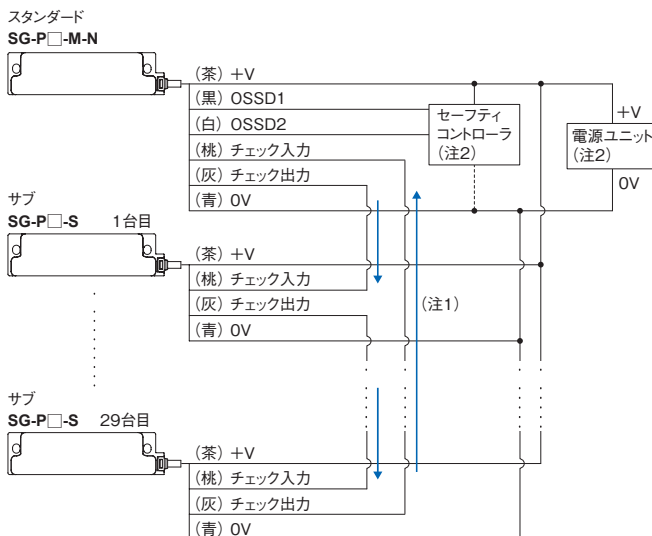 スタンダード
SG-P□-M-N
(茶) +V
(黒) OSSD1
(白) OSSD2
(桃) チェック入力
(灰) チェック出力
(青) 0V
セーフティ
コントローラ
(注2)
+V
電源ユニット
(注2)
0V
サブ
SG-P□-S 1台目
(茶) +V
(桃) チェック入力
(灰) チェック出力
(青) 0V
(注1)
サブ
SG-P□-S 29台目
(茶) +V
(桃) チェック入力
(灰) チェック出力
(青) 0V